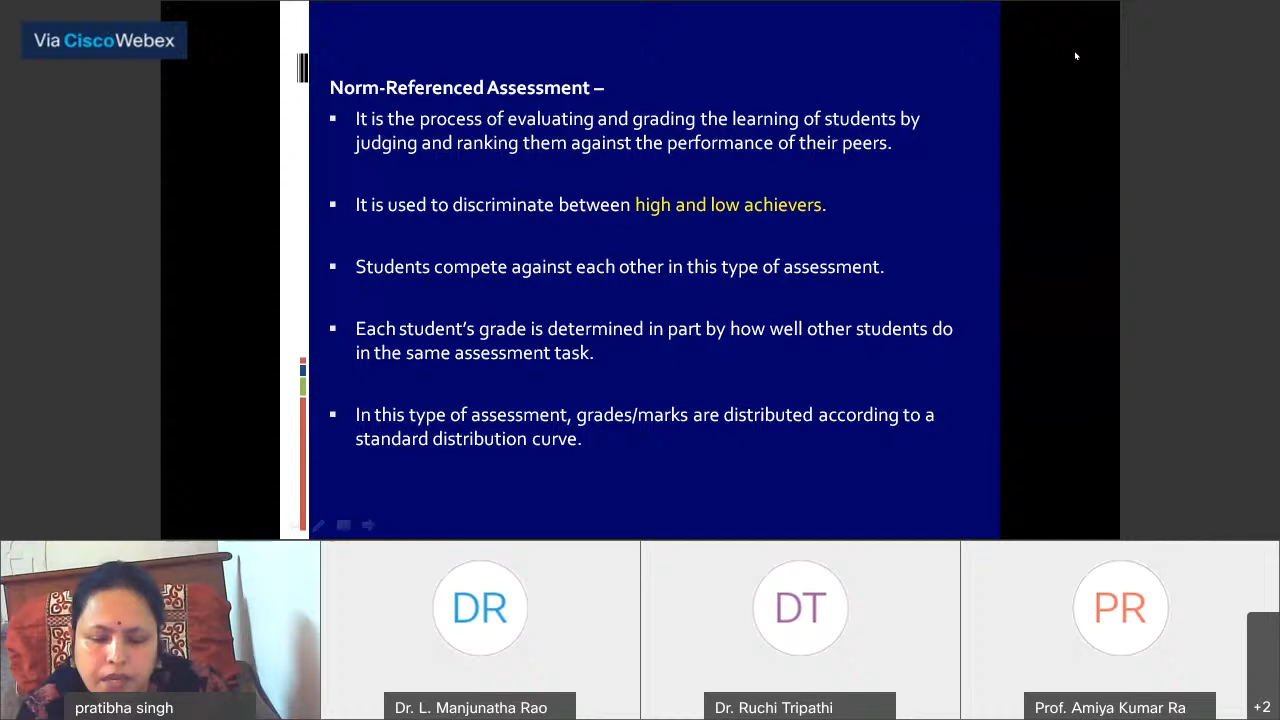 Via Cisco Webex
Norm-Referenced Assessment –
▪ It is the process of evaluating and grading the learning of students by
judging and ranking them against the performance of their peers.
▪ It is used to discriminate between high and low achievers.
▪ Students compete against each other in this type of assessment.
▪ Each student's grade is determined in part by how well other students do
in the same assessment task.
▪ In this type of assessment, grades/marks are distributed according to a
standard distribution curve.
DR
DT
PR
pratibha singh
Dr. L. Manjunatha Rao
Dr. Ruchi Tripathi
Prof. Amiya Kumar Ra
+2